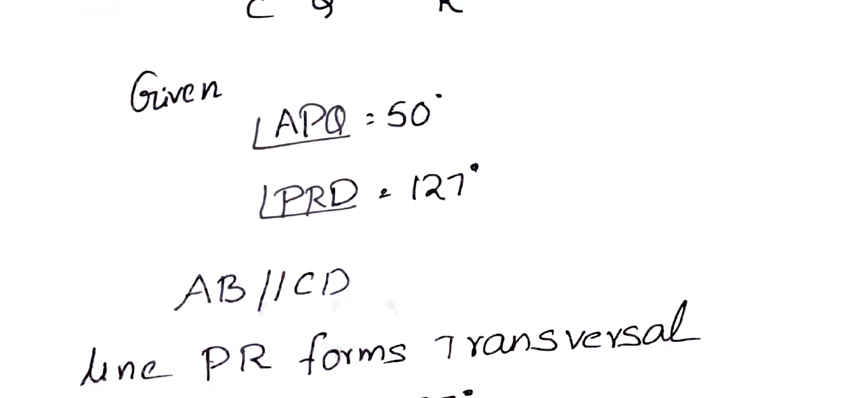 C Q R
Given
∠APQ = 50°
∠PRD = 127°
AB // CD
line PR forms Transversal